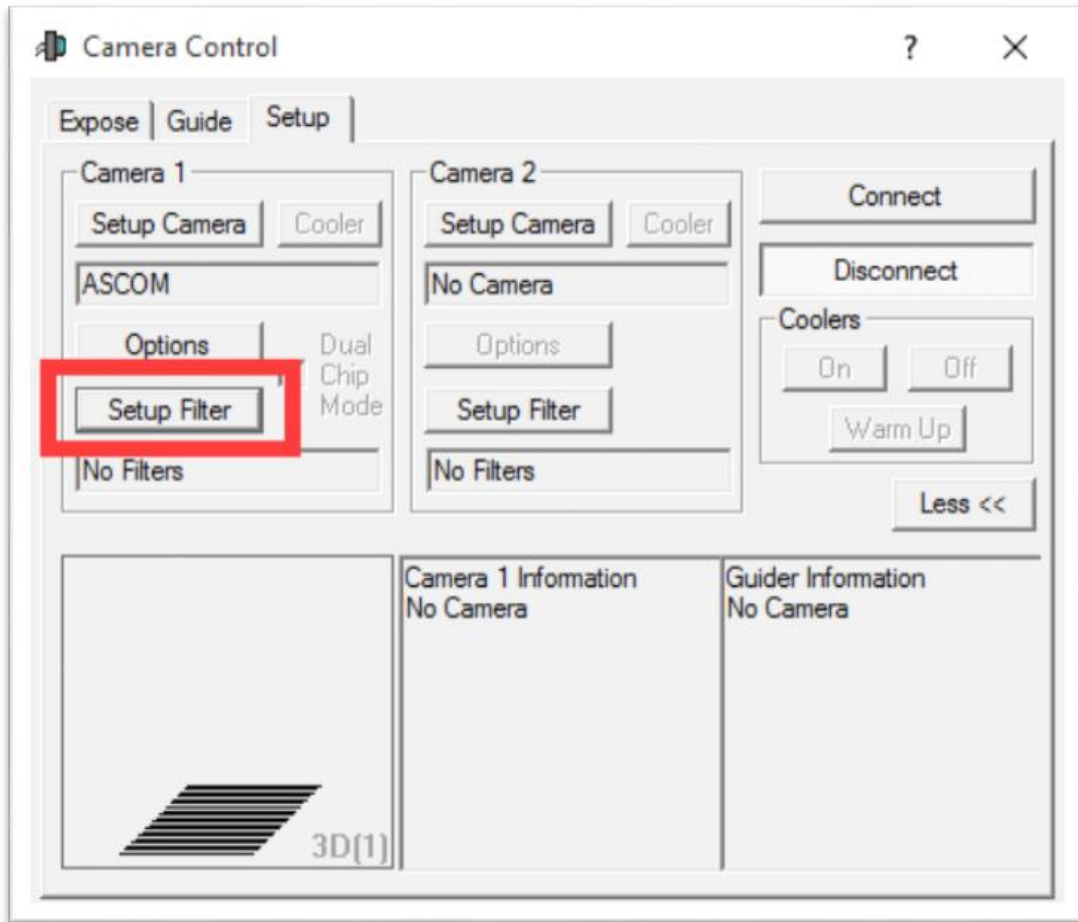 Camera Control
?
Expose Guide Setup
Camera 1
Setup Camera Cooler
ASCOM
Options
Dual
Chip
Mode
Setup Filter
No Filters
Camera 2
Setup Camera Cooler
No Camera
Options
Setup Filter
No Filters
Connect
Disconnect
Coolers
On Off
Warm Up
Less <<
3D(1)
Camera 1 Information
No Camera
Guider Information
No Camera